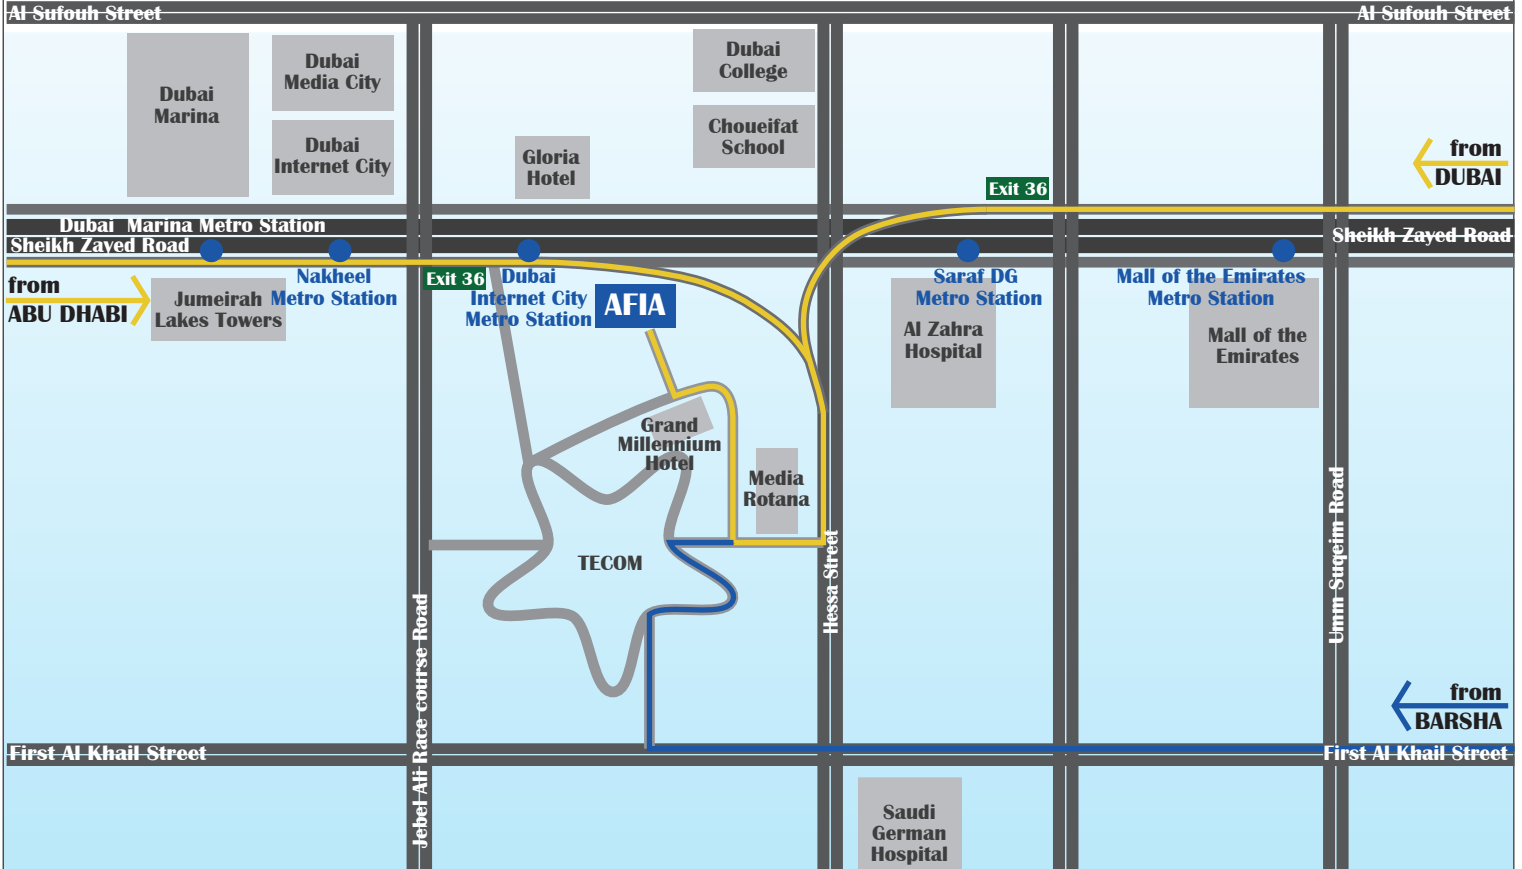 Al Sufouh Street
Al Sufouh Street
Dubai
Marina
Dubai
Media City
Dubai
Internet City
Gloria
Hotel
Dubai
College
Choueifat
School
from
DUBAI
Exit 36
Dubai Marina Metro Station
Sheikh Zayed Road
Sheikh Zayed Road
from
ABU DHABI
Jumeirah
Lakes Towers
Nakheel
Metro Station
Exit 36
Dubai
Internet City
Metro Station
AFIA
Saraf DG
Metro Station
Al Zahra
Hospital
Mall of the Emirates
Metro Station
Mall of the
Emirates
Grand
Millennium
Hotel
Media
Rotana
TECOM
Hessa Street
Umm Suqeim Road
Jebel Ali Race course Road
from
BARSHA
First Al Khail Street
First Al Khail Street
Saudi
German
Hospital